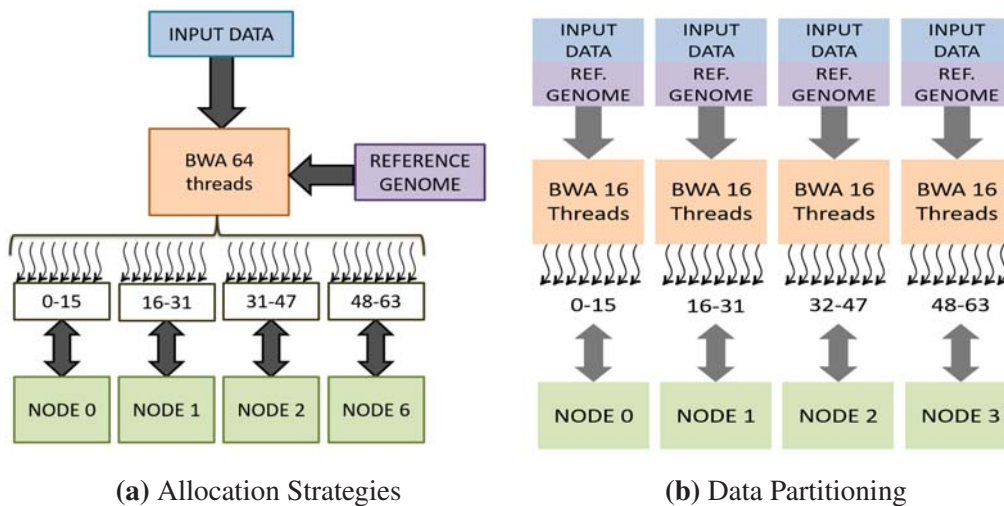 INPUT DATA
BWA 64
threads
REFERENCE
GENOME
0-15
16-31
31-47
48-63
NODE 0
NODE 1
NODE 2
NODE 6
(a) Allocation Strategies
INPUT
DATA
REF.
GENOME
INPUT
DATA
REF.
GENOME
INPUT
DATA
REF.
GENOME
INPUT
DATA
REF.
GENOME
BWA 16
Threads
BWA 16
Threads
BWA 16
Threads
BWA 16
Threads
0-15
16-31
32-47
48-63
NODE 0
NODE 1
NODE 2
NODE 3
(b) Data Partitioning